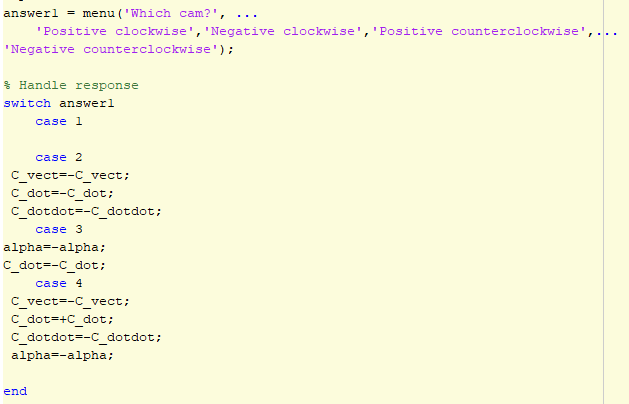 answer1 = menu('Which cam?', ...
'Positive clockwise','Negative clockwise','Positive counterclockwise',...
'Negative counterclockwise');
% Handle response
switch answer1
case 1
case 2
C_vect=-C_vect;
C_dot=-C_dot;
C_dotdot=-C_dotdot;
case 3
alpha=-alpha;
C_dot=-C_dot;
case 4
C_vect=-C_vect;
C_dot=+C_dot;
C_dotdot=-C_dotdot;
alpha=-alpha;
end